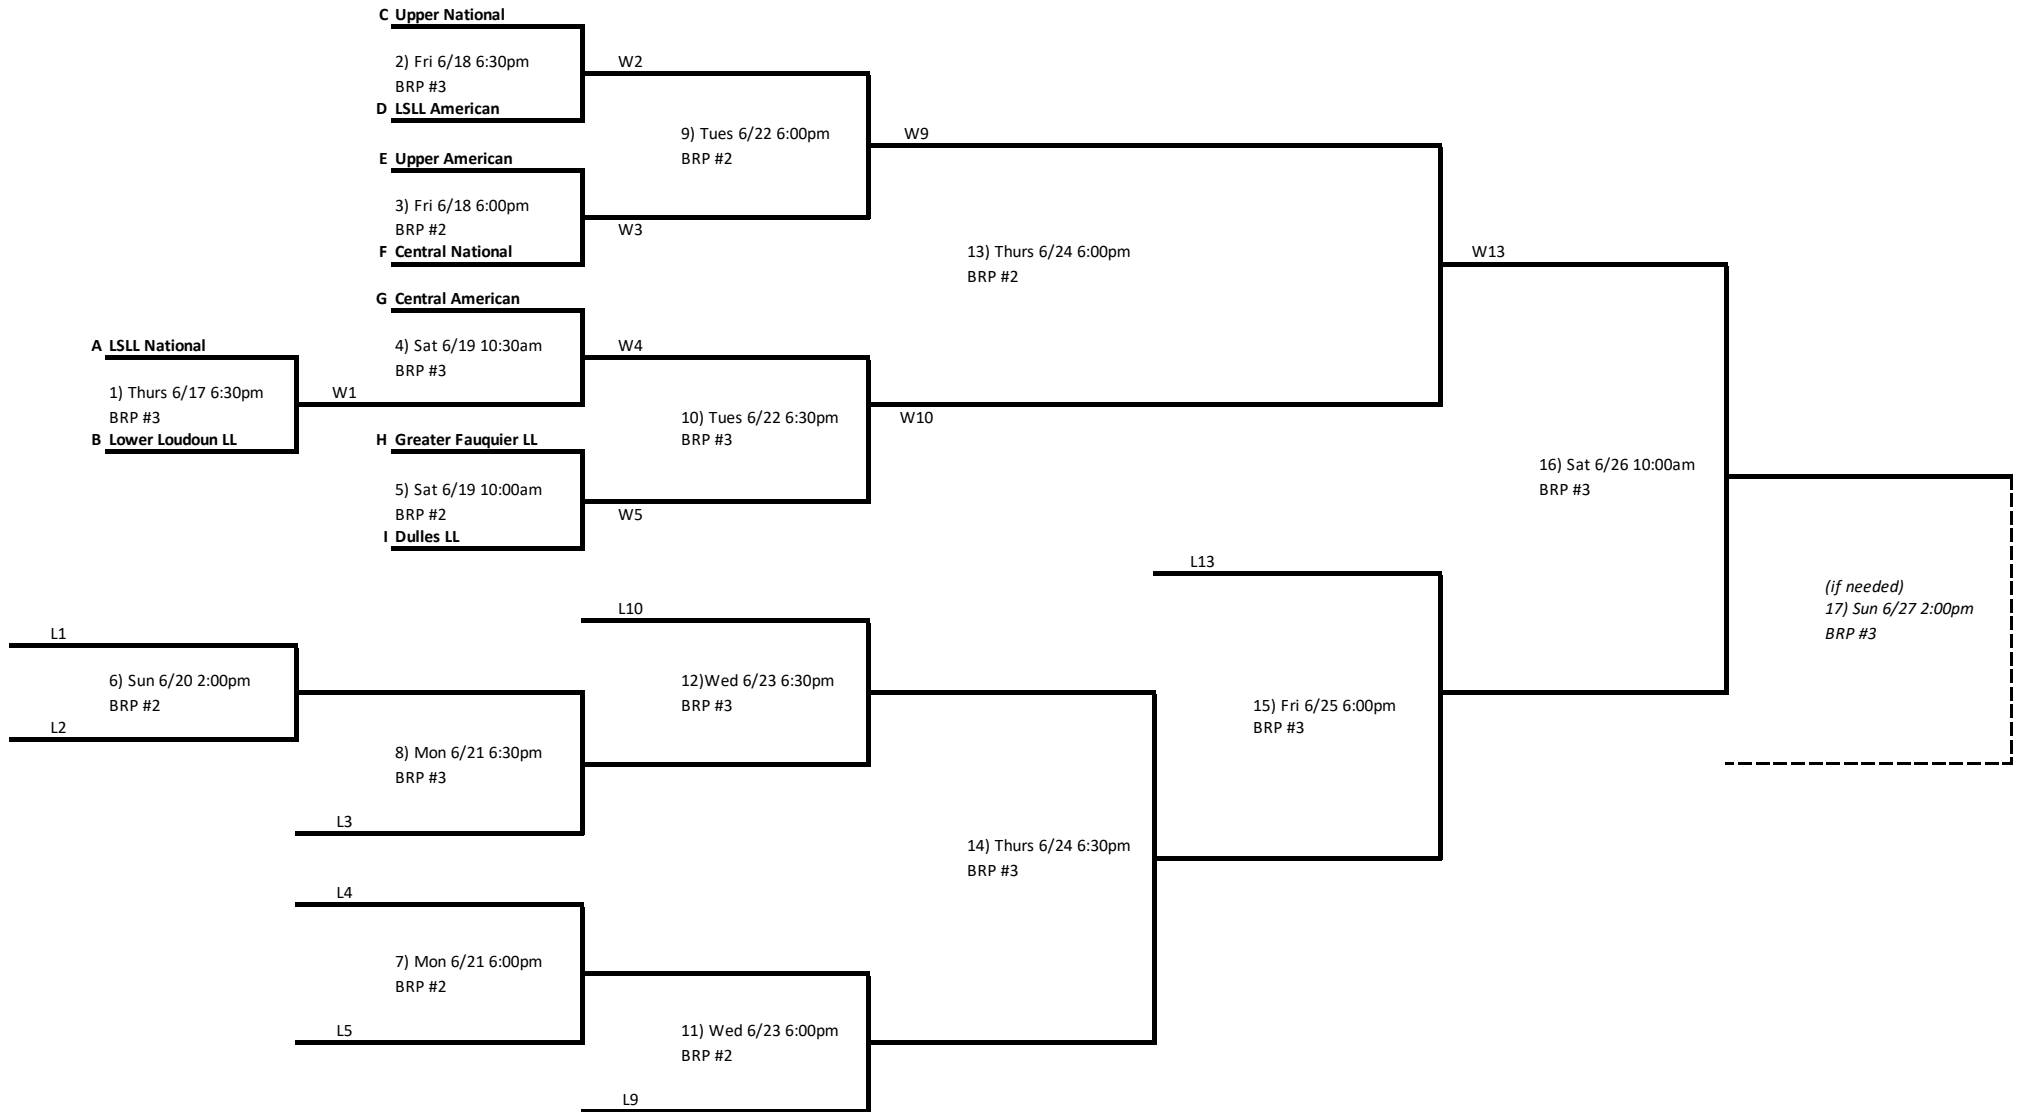 C Upper National
2) Fri 6/18 6:30pm
BRP #3
D LSLL American
W2
E Upper American
3) Fri 6/18 6:00pm
BRP #2
F Central National
W3
9) Tues 6/22 6:00pm
BRP #2
W9
G Central American
4) Sat 6/19 10:30am
BRP #3
W4
A LSLL National
1) Thurs 6/17 6:30pm
BRP #3
B Lower Loudoun LL
W1
H Greater Fauquier LL
5) Sat 6/19 10:00am
BRP #2
I Dulles LL
W5
10) Tues 6/22 6:30pm
BRP #3
W10
13) Thurs 6/24 6:00pm
BRP #2
W13
16) Sat 6/26 10:00am
BRP #3
(if needed)
17) Sun 6/27 2:00pm
BRP #3
L1
6) Sun 6/20 2:00pm
BRP #2
L2
8) Mon 6/21 6:30pm
BRP #3
L3
L10
12)Wed 6/23 6:30pm
BRP #3
L13
15) Fri 6/25 6:00pm
BRP #3
14) Thurs 6/24 6:30pm
BRP #3
L4
7) Mon 6/21 6:00pm
BRP #2
L5
11) Wed 6/23 6:00pm
BRP #2
L9